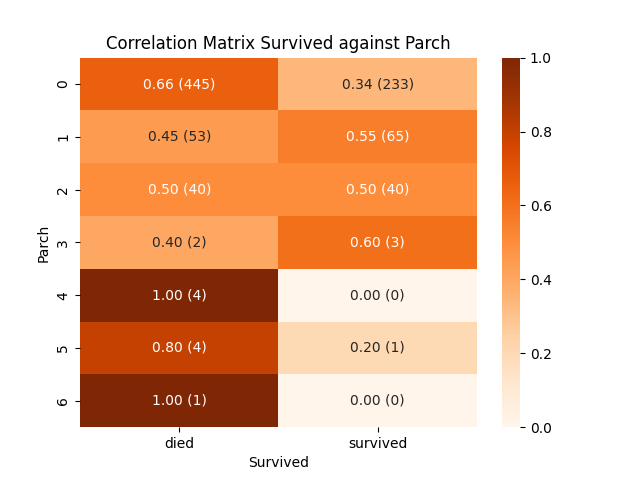 Correlation Matrix Survived against Parch
0 0.66 (445) 0.34 (233) 1.0
1 0.45 (53) 0.55 (65) 0.8
2 0.50 (40) 0.50 (40) 0.6
Parch
3 0.40 (2) 0.60 (3)
4 1.00 (4) 0.00 (0) 0.4
5 0.80 (4) 0.20 (1) 0.2
6 1.00 (1) 0.00 (0) 0.0
died survived
Survived